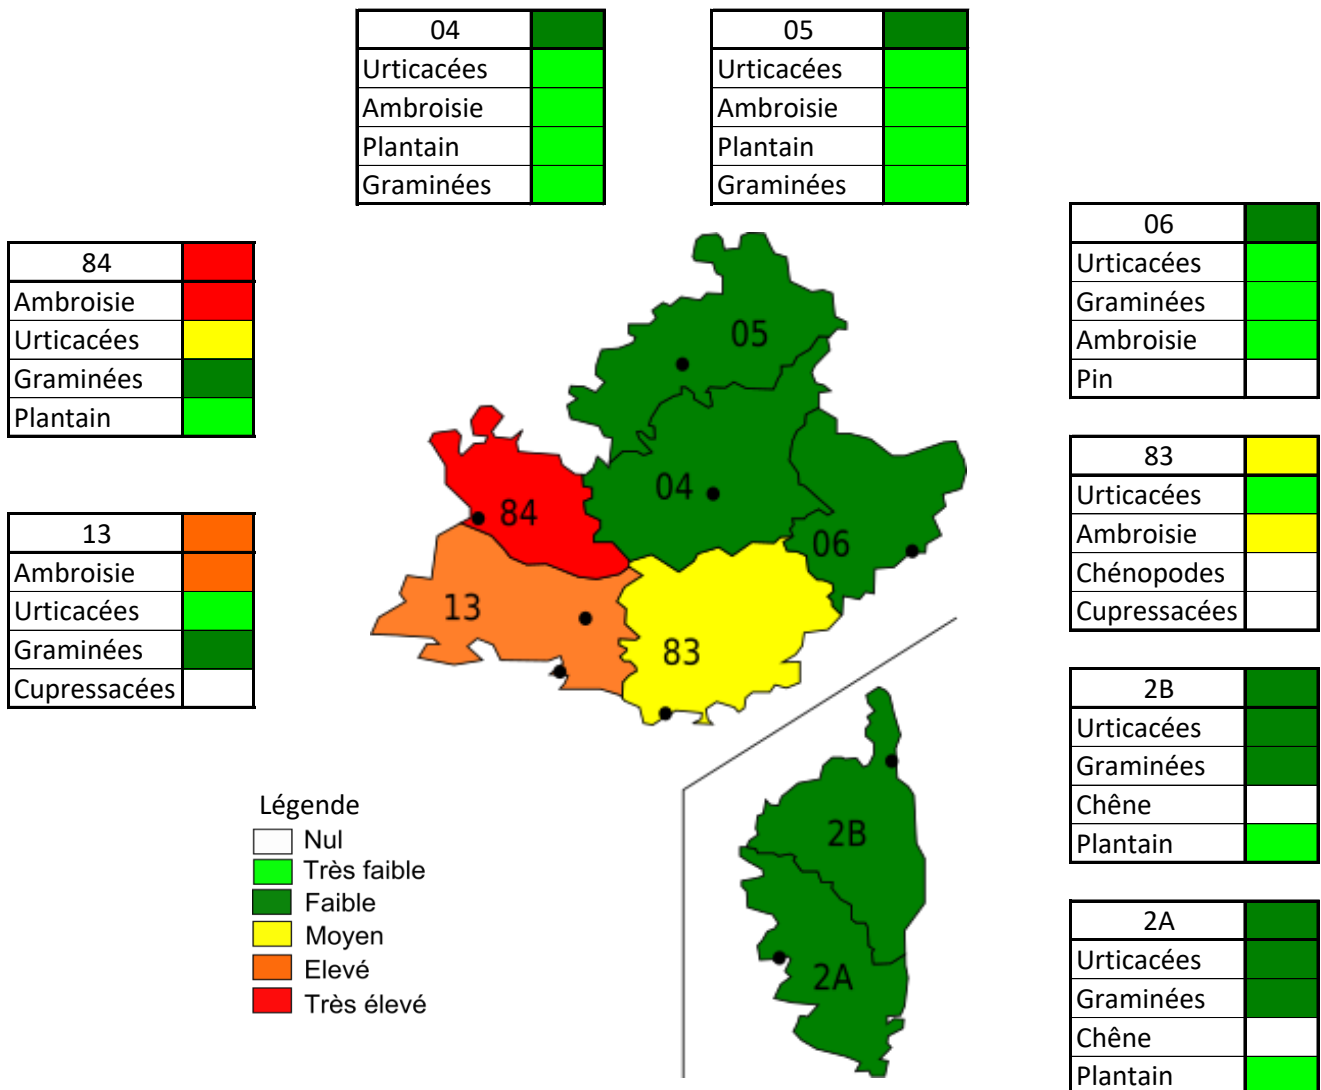 04
Urticacées
Ambroisie
Plantain
Graminées
05
Urticacées
Ambroisie
Plantain
Graminées
06
Urticacées
Graminées
Ambroisie
Pin
84
Ambroisie
Urticacées
Graminées
Plantain
83
Urticacées
Ambroisie
Chénopodes
Cupressacées
13
Ambroisie
Urticacées
Graminées
Cupressacées
05
04
84
06
13
83
2B
2A
2B
Urticacées
Graminées
Chêne
Plantain
2A
Urticacées
Graminées
Chêne
Plantain
Légende
Nul
Très faible
Faible
Moyen
Elevé
Très élevé